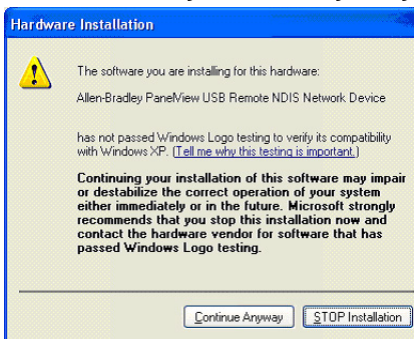 Hardware Installation
The software you are installing for this hardware:
Allen-Bradley PanelView USB Remote NDIS Network Device
has not passed Windows Logo testing to verify its compatibility
with Windows XP. (Tell me why this testing is important.)
Continuing your installation of this software may impair
or destabilize the correct operation of your system
either immediately or in the future. Microsoft strongly
recommends that you stop this installation now and
contact the hardware vendor for software that has
passed Windows Logo testing.
Continue Anyway STOP Installation